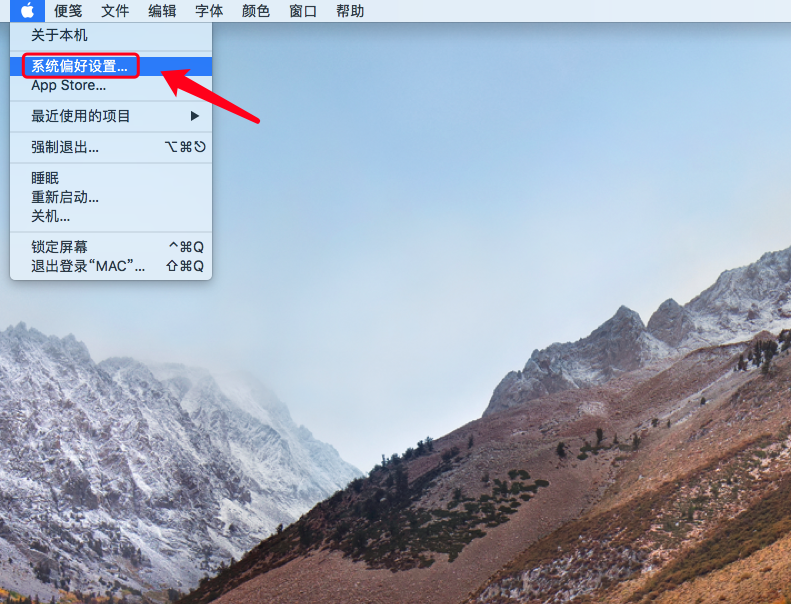 便笺 文件 编辑 字体 颜色 窗口 帮助
关于本机
系统偏好设置...
App Store...
最近使用的项目 ▶
强制退出... ⌥⌘⎋
睡眠
重新启动...
关机...
锁定屏幕 ^⌘Q
退出登录“MAC”... ⇧⌘Q